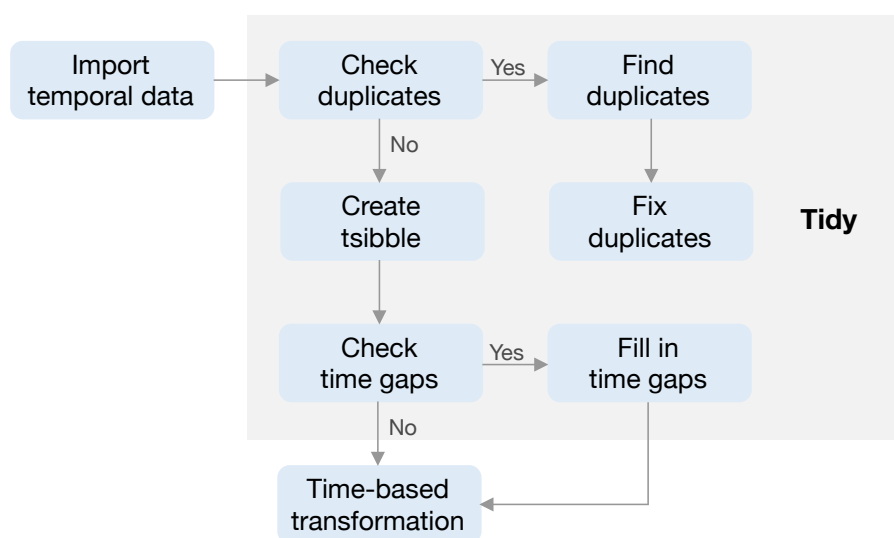 Import
temporal data
Check
duplicates
Yes
Find
duplicates
No
Create
tsibble
Fix
duplicates
Tidy
Check
time gaps
Yes
Fill in
time gaps
No
Time-based
transformation